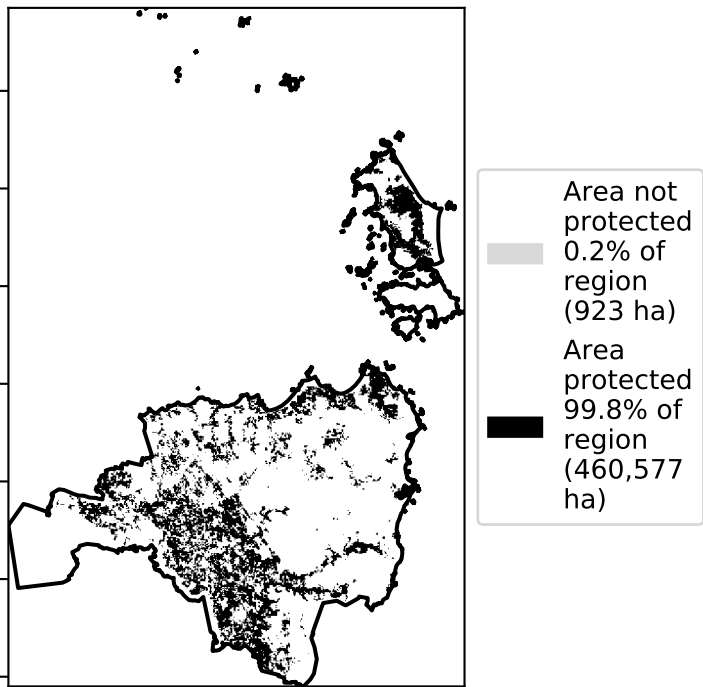 Area not
protected
0.2% of
region
(923 ha)
Area
protected
99.8% of
region
(460,577
ha)